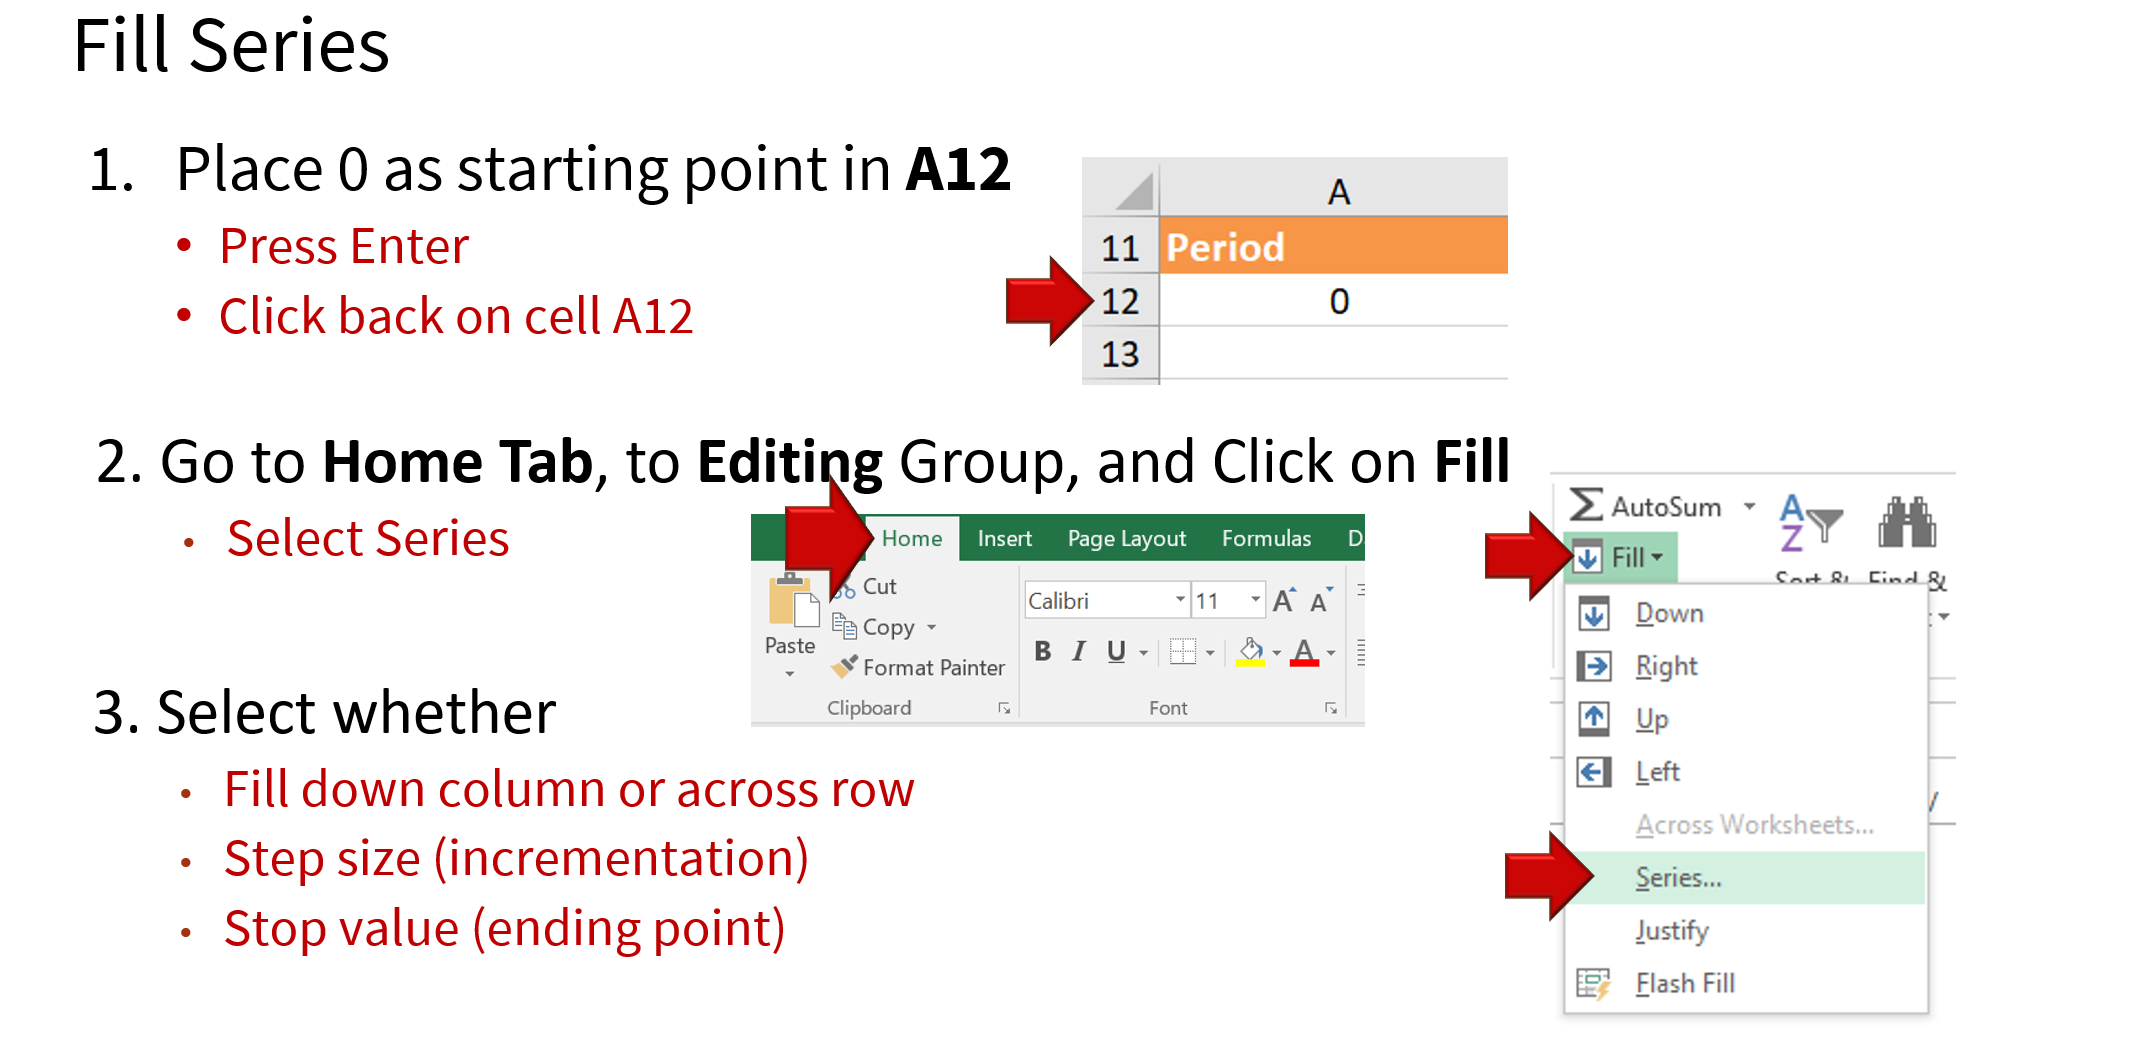 Fill Series
1. Place 0 as starting point in A12
• Press Enter
• Click back on cell A12
A
11 Period
12 0
13
2. Go to Home Tab, to Editing Group, and Click on Fill
• Select Series
Home Insert Page Layout Formulas D
Cut
Copy
Format Painter
Paste
Clipboard
Calibri 11 A A
B I U A
Font
AutoSum
Fill
A
Z
Sort & Find &
Down
Right
Up
Left
Across Worksheets...
Series...
Justify
Flash Fill
3. Select whether
• Fill down column or across row
• Step size (incrementation)
• Stop value (ending point)